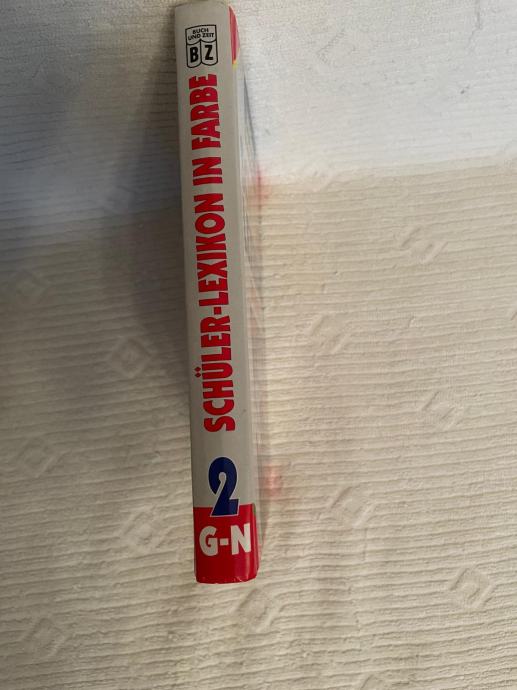 BUCH
UND ZEIT
BZ
SCHÜLER-LEXIKON IN FARBE
2
G-N